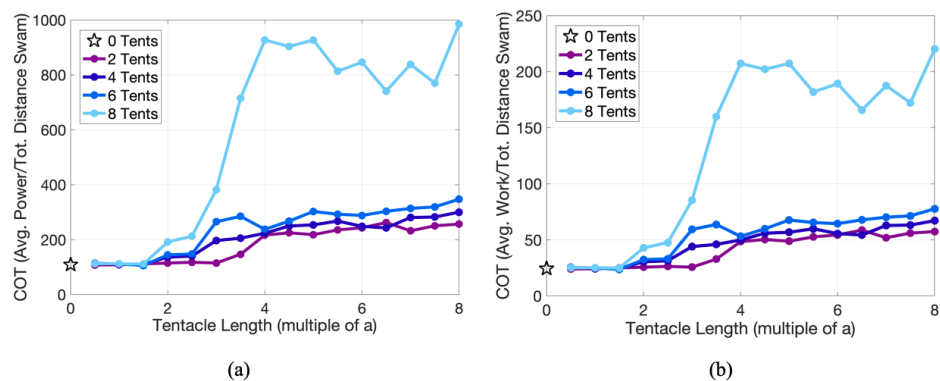 COT (Avg. Power/Tot. Distance Swam)
1000
800
600
400
200
0
0 Tents
2 Tents
4 Tents
6 Tents
8 Tents
0 2 4 6 8
Tentacle Length (multiple of a)
(a)
COT (Avg. Work/Tot. Distance Swam)
250
200
150
100
50
0
0 Tents
2 Tents
4 Tents
6 Tents
8 Tents
0 2 4 6 8
Tentacle Length (multiple of a)
(b)